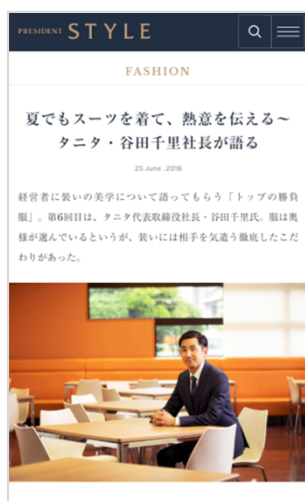 PRESIDENT STYLE
FASHION
夏でもスーツを着て、熱意を伝える〜
タニタ・谷田千里社長が語る
25 June . 2018
経営者に装いの美学について語ってもらう「トップの勝負
服」。第6回目は、タニタ代表取締役社長・谷田千里氏。服は奥
様が選んでいるというが、装いには相手を気遣う徹底したこだ
わりがあった。